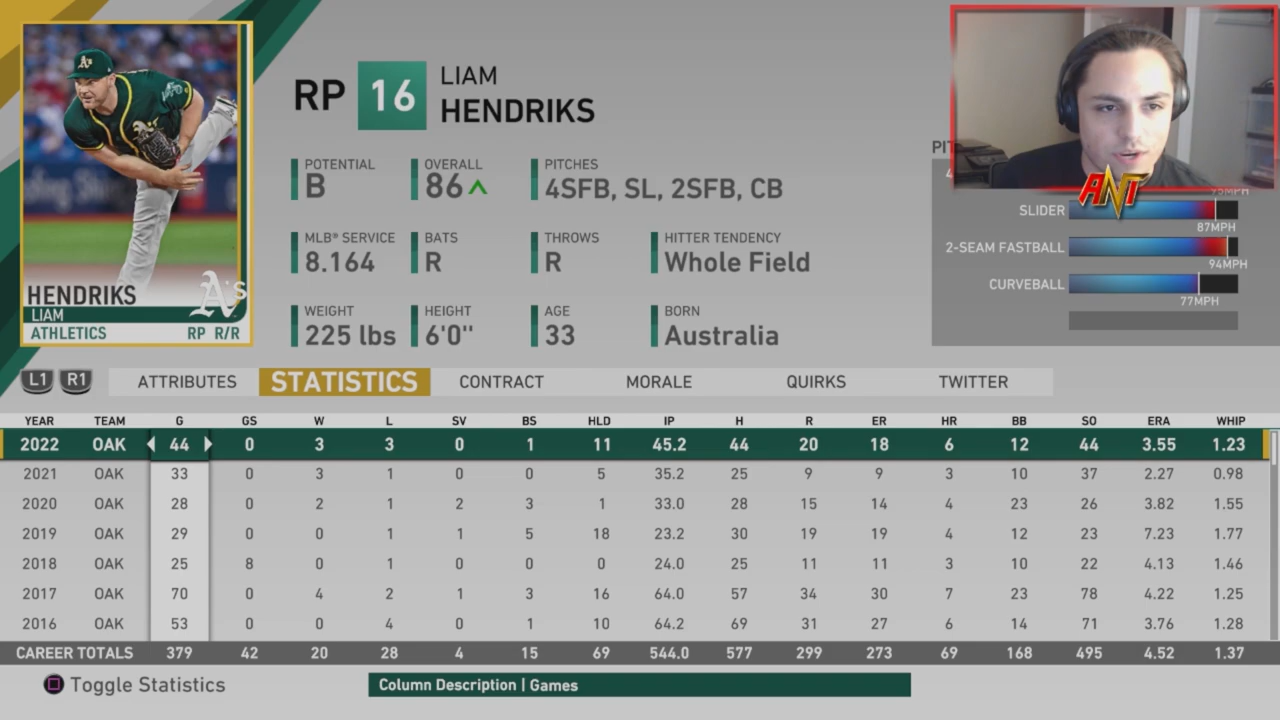 RP 16 LIAM
HENDRIKS
POTENTIAL OVERALL PITCHES
B 86 4SFB, SL, 2SFB, CB
MLB® SERVICE BATS THROWS HITTER TENDENCY
8.164 R R Whole Field
WEIGHT HEIGHT AGE BORN
225 lbs 6'0" 33 Australia
A's
HENDRIKS
LIAM
ATHLETICS RP R/R
ANT
PIT
SLIDER
87MPH
2-SEAM FASTBALL
94MPH
CURVEBALL
77MPH
L1 R1 ATTRIBUTES STATISTICS CONTRACT MORALE QUIRKS TWITTER
YEAR TEAM G GS W L SV BS HLD IP H R ER HR BB SO ERA WHIP
2022 OAK 44 0 3 3 0 1 11 45.2 44 20 18 6 12 44 3.55 1.23
2021 OAK 33 0 3 1 0 0 5 35.2 25 9 9 3 10 37 2.27 0.98
2020 OAK 28 0 2 1 2 3 1 33.0 28 15 14 4 23 26 3.82 1.55
2019 OAK 29 0 0 1 1 5 18 23.2 30 19 19 4 12 23 7.23 1.77
2018 OAK 25 8 0 1 0 0 0 24.0 25 11 11 3 10 22 4.13 1.46
2017 OAK 70 0 4 2 1 3 16 64.0 57 34 30 7 23 78 4.22 1.25
2016 OAK 53 0 0 4 0 1 10 64.2 69 31 27 6 14 71 3.76 1.28
CAREER TOTALS 379 42 20 28 4 15 69 544.0 577 299 273 69 168 495 4.52 1.37
Toggle Statistics Column Description | Games